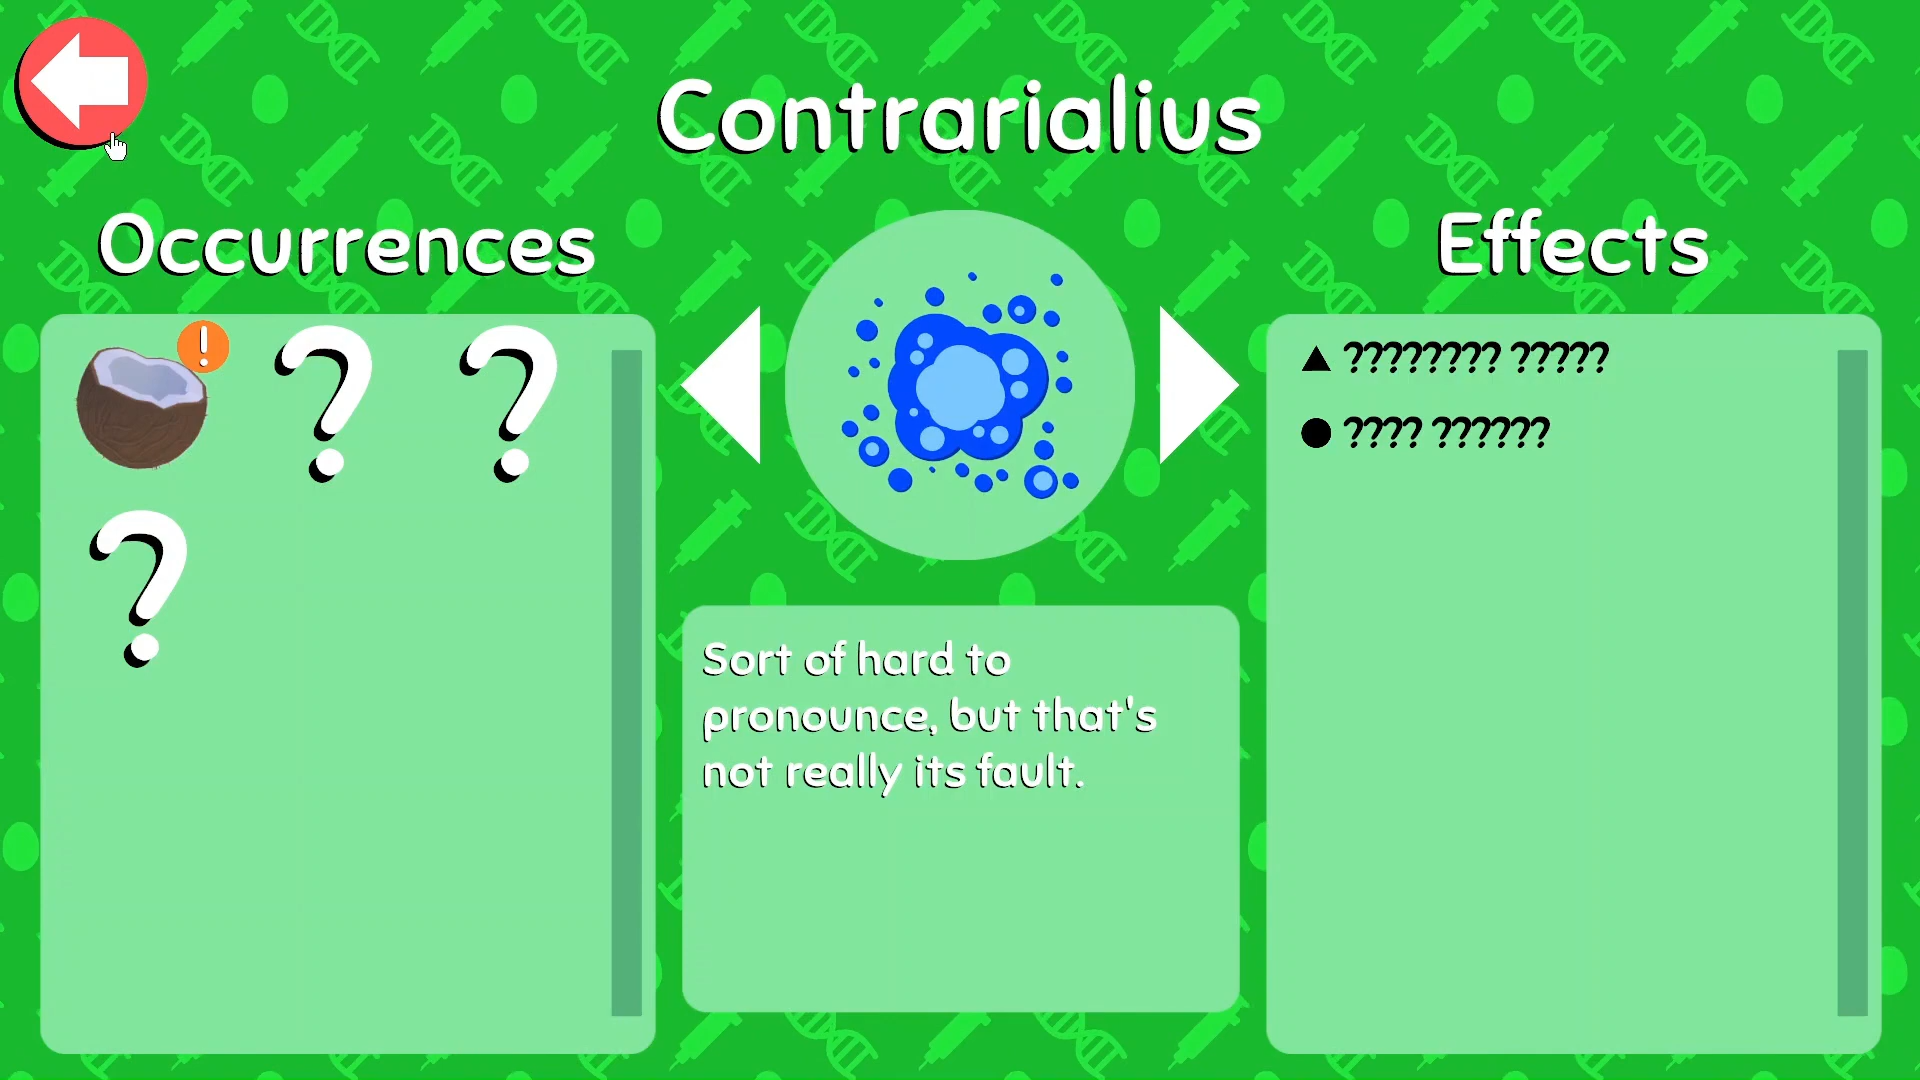 Contrarialius
Occurrences
Effects
!
? ?
?
???????? ?????
???? ??????
Sort of hard to
pronounce, but that's
not really its fault.